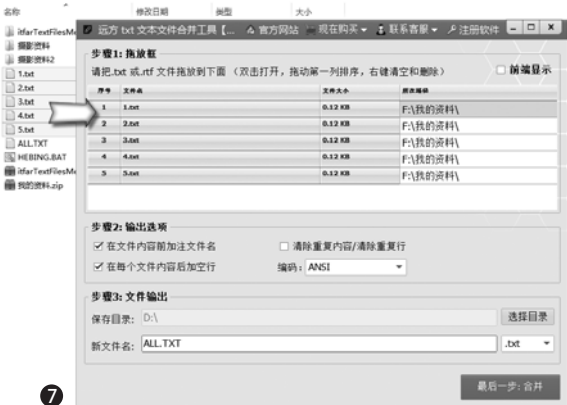 名称 修改日期 类型 大小
itfarTextFilesMe
摄影资料
摄影资料2
1.txt
2.txt
3.txt
4.txt
5.txt
ALL.TXT
HEBING.BAT
itfarTextFilesMe
我的资料.zip
远方 txt 文本文件合并工具【... 官方网站 现在购买 联系客服 注册软件
步骤1: 拖放框
请把.txt 或.rtf 文件拖放到下面 (双击打开，拖动第一列排序，右键清空和删除) 前端显示
序号 文件名 文件大小 所在路径
1 1.txt 0.12 KB F:\我的资料\
2 2.txt 0.12 KB F:\我的资料\
3 3.txt 0.12 KB F:\我的资料\
4 4.txt 0.12 KB F:\我的资料\
5 5.txt 0.12 KB F:\我的资料\
步骤2: 输出选项
在文件内容前加注文件名 清除重复内容/清除重复行
在每个文件内容后加空行 编码: ANSI
步骤3: 文件输出
保存目录: D:\ 选择目录
新文件名: ALL.TXT .txt
最后一步: 合并
7